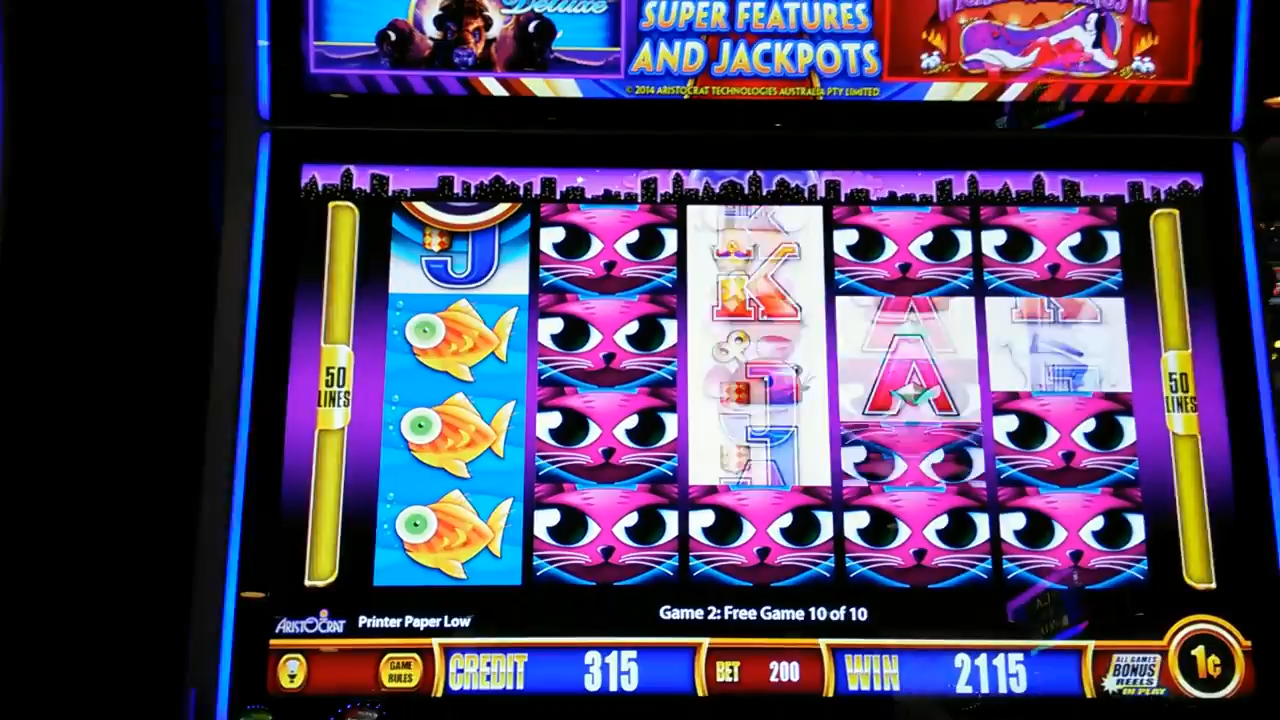 Deluxe
SUPER FEATURES
AND JACKPOTS
© 2014 ARISTOCRAT TECHNOLOGIES AUSTRALIA PTY LIMITED
J
K
A
50
LINES
50
LINES
Game 2: Free Game 10 of 10
ARISTOCRAT
Printer Paper Low
GAME
RULES
CREDIT
315
BET
200
WIN
2115
ALL GAMES
BONUS
REELS
IN PLAY
1¢